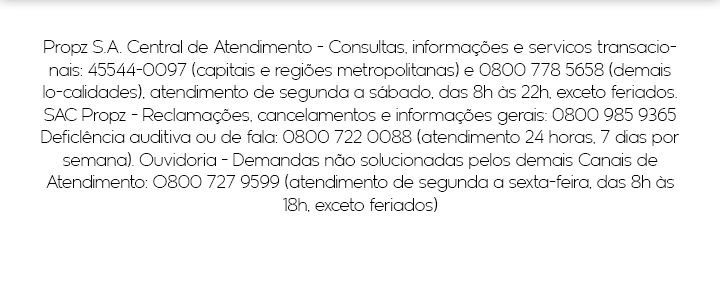 Propz S.A. Central de Atendimento - Consultas, informações e servicos transacio-
nais: 45544-0097 (capitais e regiões metropolitanas) e 0800 778 5658 (demais
lo-calidades), atendimento de segunda a sábado, das 8h às 22h, exceto feriados.
SAC Propz - Reclamações, cancelamentos e informações gerais: 0800 985 9365
Deficlência auditiva ou de fala: 0800 722 0088 (atendimento 24 horas, 7 dias por
semana). Ouvidoria - Demandas não solucionadas pelos demais Canais de
Atendimento: O800 727 9599 (atendimento de segunda a sexta-feira, das 8h às
18h, exceto feriados)